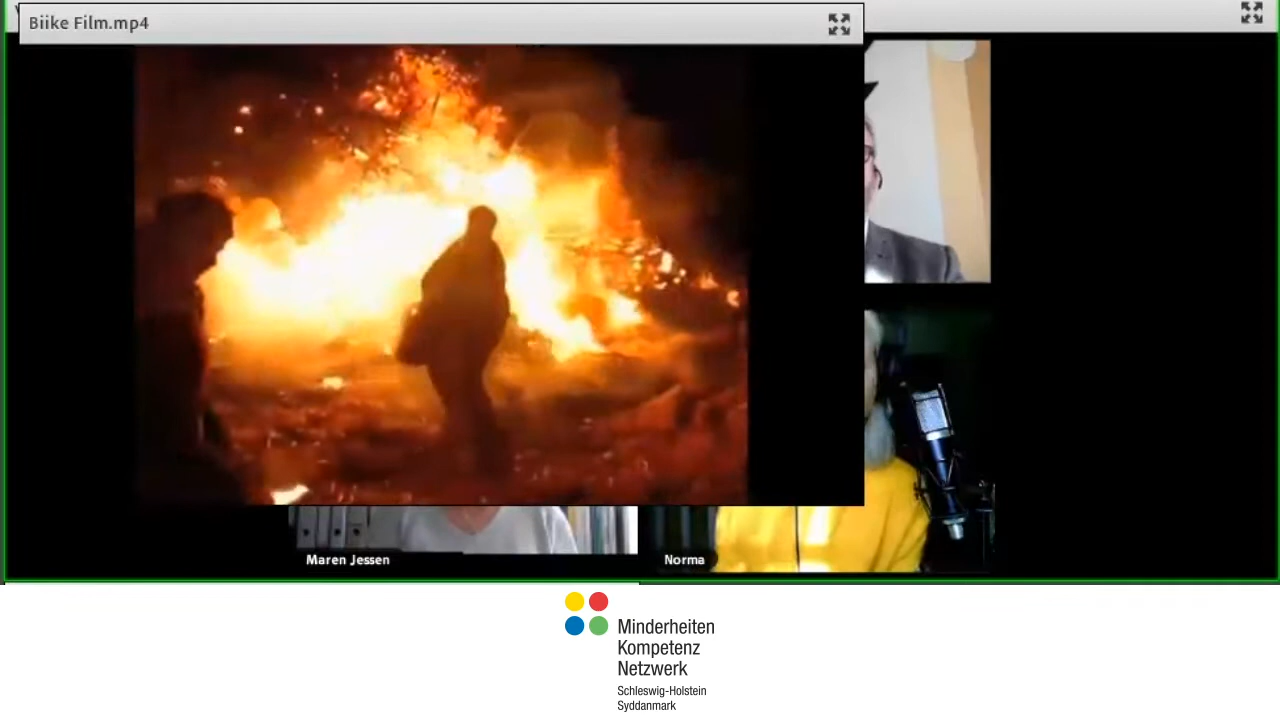 Biike Film.mp4
Maren Jessen
Norma
Minderheiten
Kompetenz
Netzwerk
Schleswig-Holstein
Syddanmark